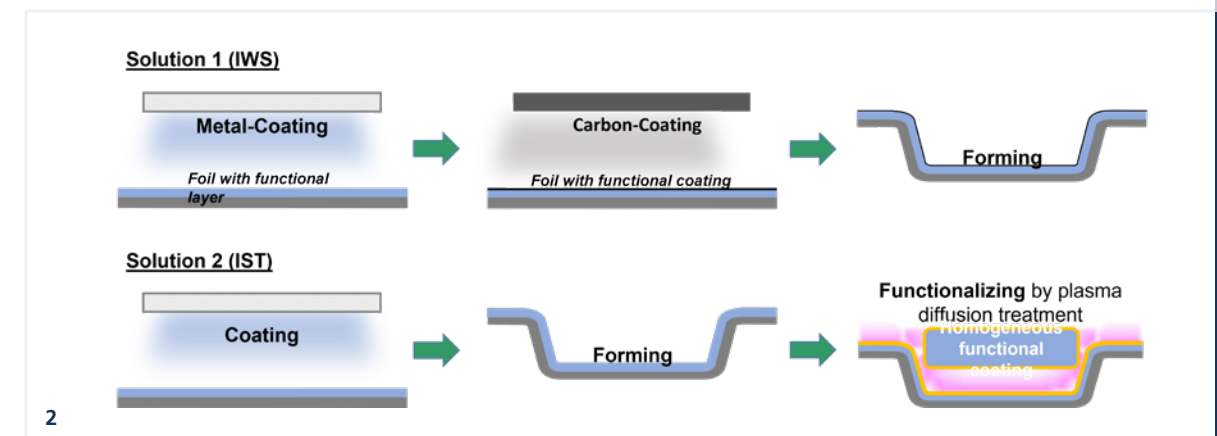 Solution 1 (IWS)
Metal-Coating
Foil with functional
layer
Carbon-Coating
Foil with functional coating
Forming
Solution 2 (IST)
Coating
Forming
Functionalizing by plasma
diffusion treatment
Homogeneous
functional
coating
2